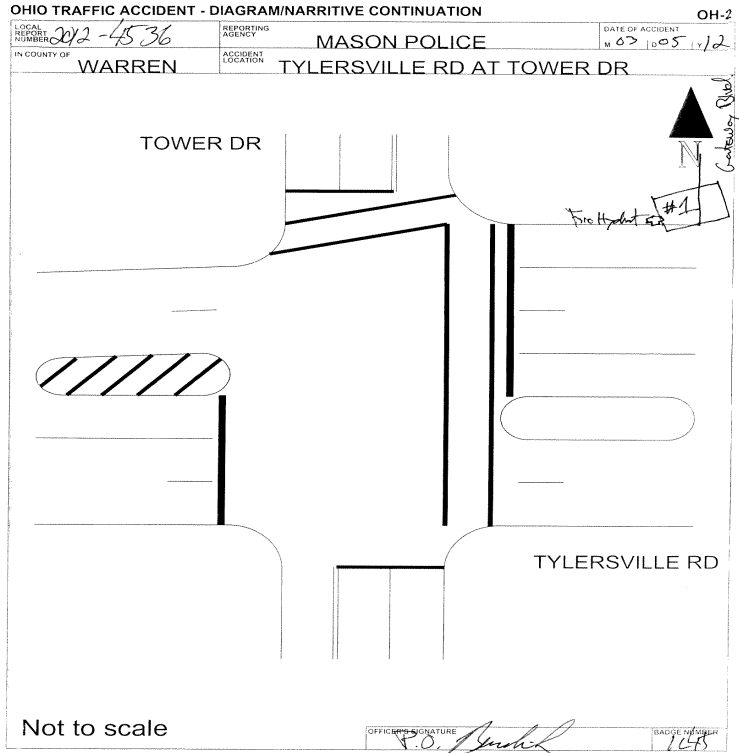 OHIO TRAFFIC ACCIDENT - DIAGRAM/NARRITIVE CONTINUATION OH-2
LOCAL REPORT NUMBER 2012-4536
REPORTING AGENCY MASON POLICE
DATE OF ACCIDENT M 03 D 05 Y 12
IN COUNTY OF WARREN
ACCIDENT LOCATION TYLERSVILLE RD AT TOWER DR
TOWER DR
N
Gateway Blvd.
Fire Hydrant
#1
TYLERSVILLE RD
Not to scale
OFFICER'S SIGNATURE P.O.
BADGE NUMBER